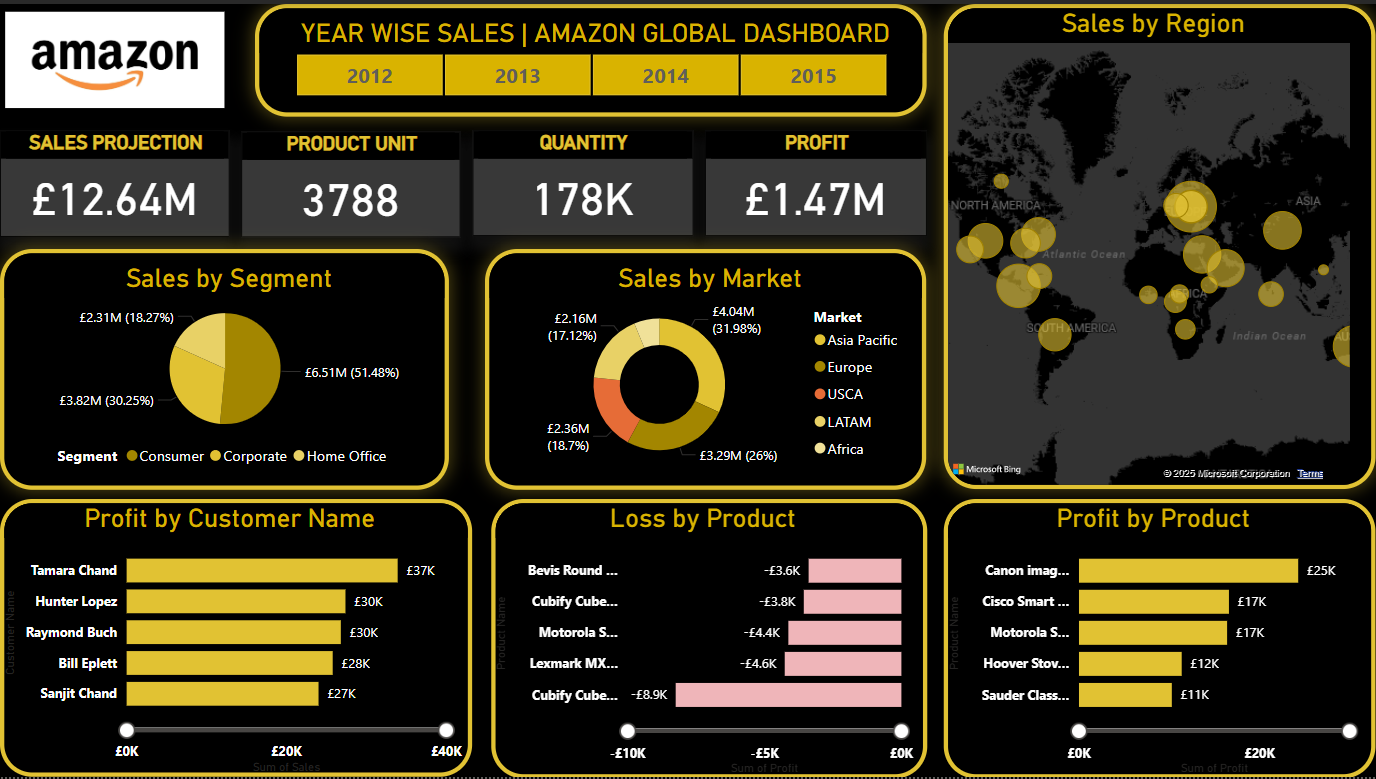 amazon
YEAR WISE SALES | AMAZON GLOBAL DASHBOARD
2012
2013
2014
2015
SALES PROJECTION
£12.64M
PRODUCT UNIT
3788
QUANTITY
178K
PROFIT
£1.47M
Sales by Region
NORTH AMERICA
ASIA
Atlantic Ocean
AFRICA
SOUTH AMERICA
Indian Ocean
AU
Microsoft Bing
© 2025 Microsoft Corporation Terms
Sales by Segment
£2.31M (18.27%)
£6.51M (51.48%)
£3.82M (30.25%)
Segment Consumer Corporate Home Office
Sales by Market
£4.04M
(31.98%)
£2.16M
(17.12%)
£2.36M
(18.7%)
£3.29M (26%)
Market
Asia Pacific
Europe
USCA
LATAM
Africa
Profit by Customer Name
Customer Name
Tamara Chand £37K
Hunter Lopez £30K
Raymond Buch £30K
Bill Eplett £28K
Sanjit Chand £27K
£0K £20K £40K
Sum of Sales
Loss by Product
Product Name
Bevis Round ... -£3.6K
Cubify Cube... -£3.8K
Motorola S... -£4.4K
Lexmark MX... -£4.6K
Cubify Cube... -£8.9K
-£10K -£5K £0K
Sum of Profit
Profit by Product
Product Name
Canon imag... £25K
Cisco Smart ... £17K
Motorola S... £17K
Hoover Stov... £12K
Sauder Class... £11K
£0K £20K
Sum of Profit